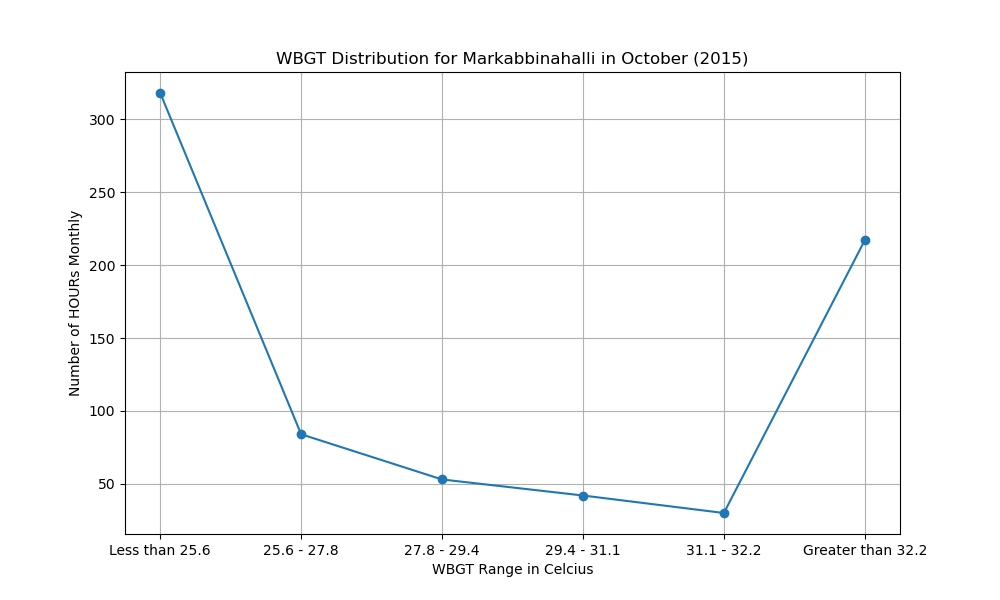 WBGT Distribution for Markabbinahalli in October (2015)
Number of HOURs Monthly
300
250
200
150
100
50
Less than 25.6 25.6 - 27.8 27.8 - 29.4 29.4 - 31.1 31.1 - 32.2 Greater than 32.2
WBGT Range in Celcius